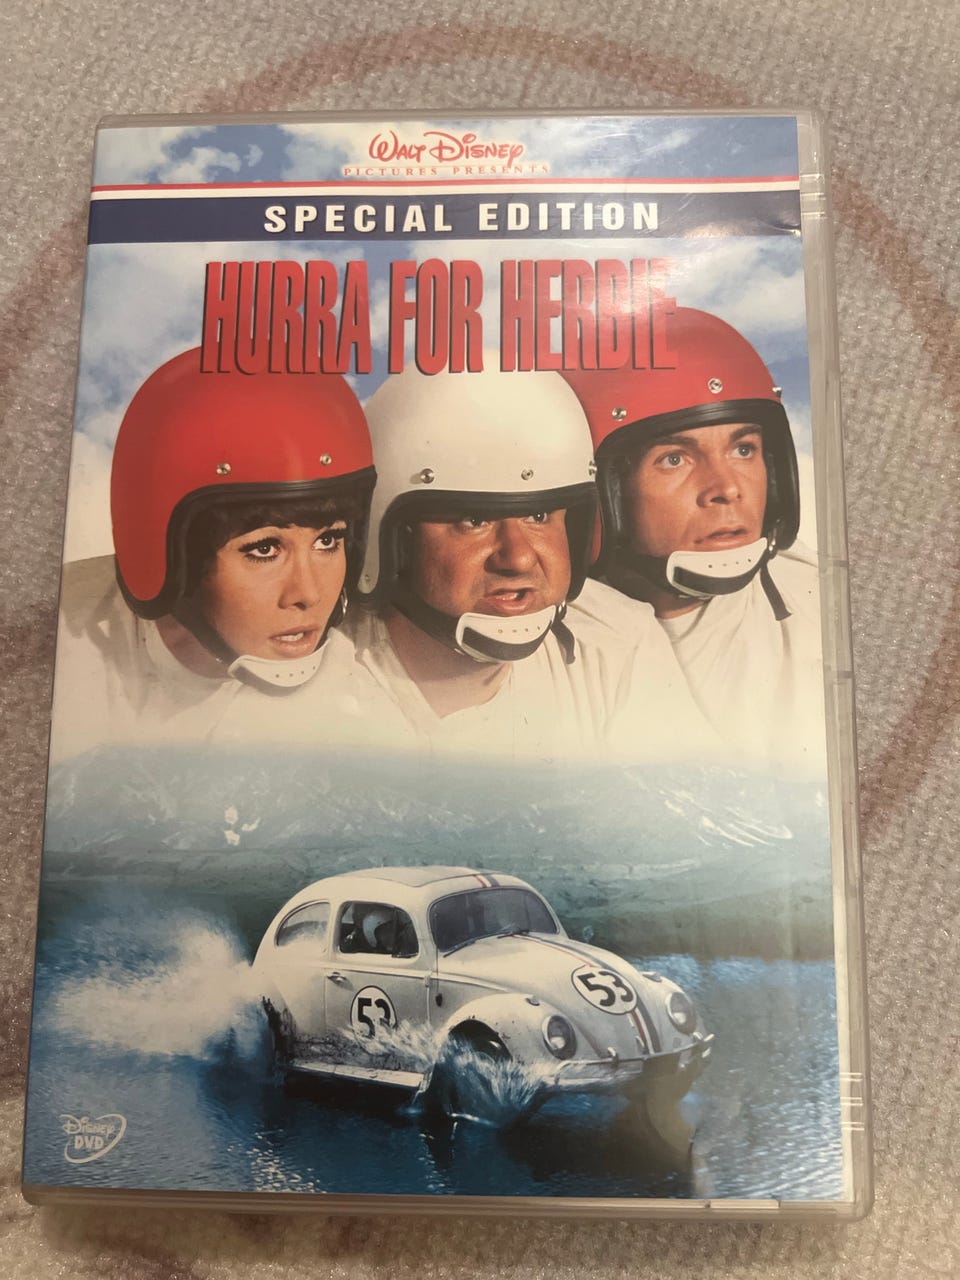 WALT DISNEY
PICTURES PRESENTS
SPECIAL EDITION
HURRA FOR HERBIE
53
53
DISNEY
DVD